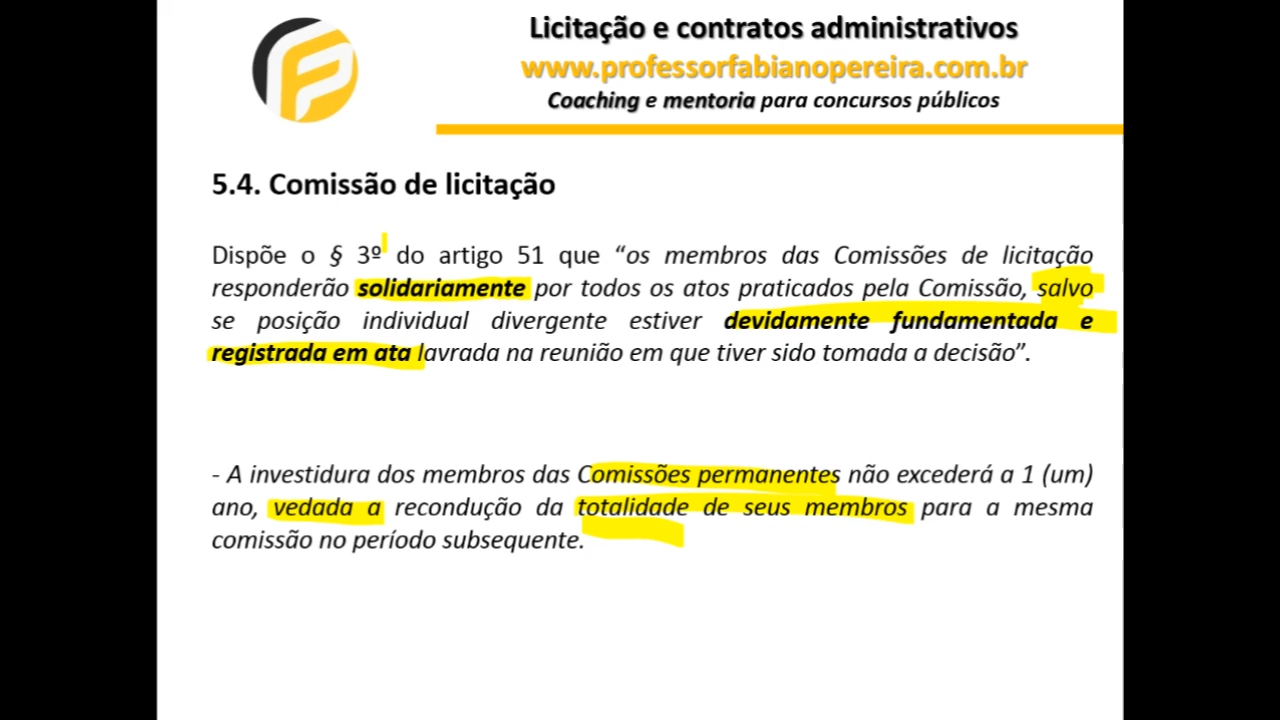 Licitação e contratos administrativos
www.professorfabianopereira.com.br
Coaching e mentoria para concursos públicos
5.4. Comissão de licitação
Dispõe o § 3º do artigo 51 que “os membros das Comissões de licitação
responderão solidariamente por todos os atos praticados pela Comissão, salvo
se posição individual divergente estiver devidamente fundamentada e
registrada em ata lavrada na reunião em que tiver sido tomada a decisão”.
- A investidura dos membros das Comissões permanentes não excederá a 1 (um)
ano, vedada a recondução da totalidade de seus membros para a mesma
comissão no período subsequente.